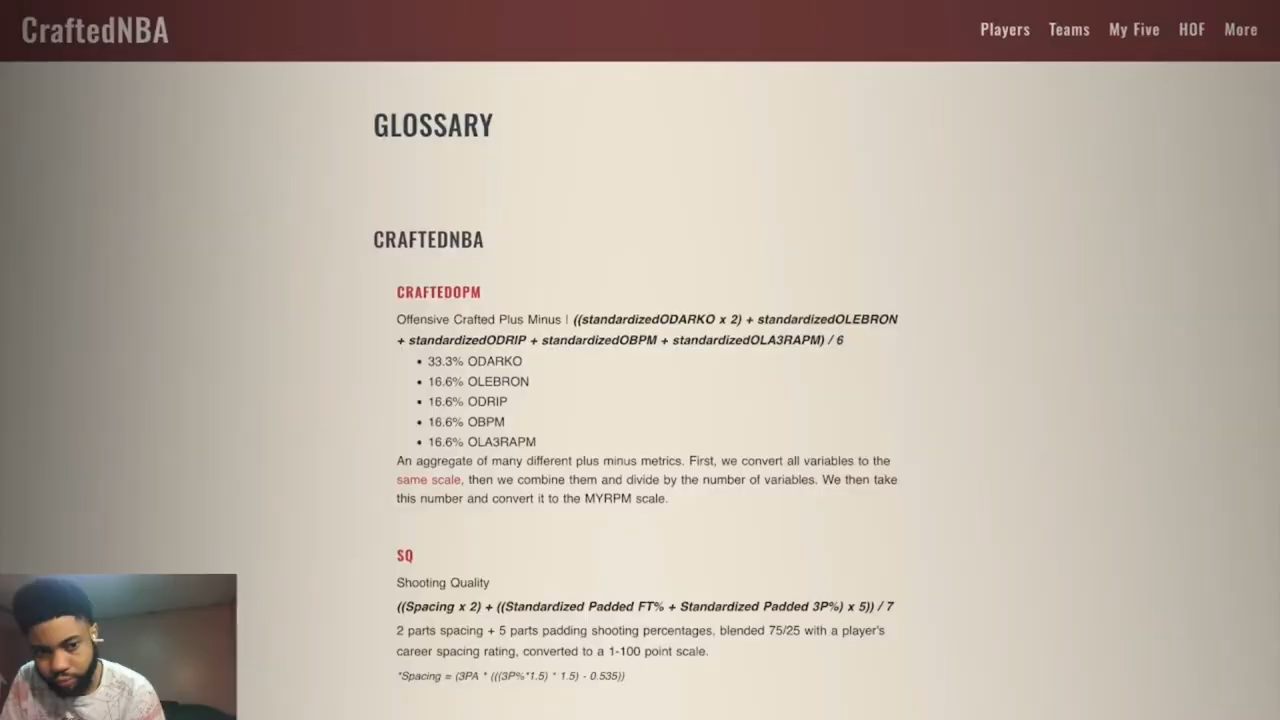 CraftedNBA
Players Teams My Five HOF More
GLOSSARY
CRAFTEDNBA
CRAFTEDOPM
Offensive Crafted Plus Minus | ((standardizedODARKO x 2) + standardizedOLEBRON
+ standardizedODRIP + standardizedOBPM + standardizedOLA3RAPM) / 6
• 33.3% ODARKO
• 16.6% OLEBRON
• 16.6% ODRIP
• 16.6% OBPM
• 16.6% OLA3RAPM
An aggregate of many different plus minus metrics. First, we convert all variables to the
same scale, then we combine them and divide by the number of variables. We then take
this number and convert it to the MYRPM scale.
SQ
Shooting Quality
((Spacing x 2) + ((Standardized Padded FT% + Standardized Padded 3P%) x 5)) / 7
2 parts spacing + 5 parts padding shooting percentages, blended 75/25 with a player's
career spacing rating, converted to a 1-100 point scale.
*Spacing = (3PA * (((3P%*1.5) * 1.5) - 0.535))